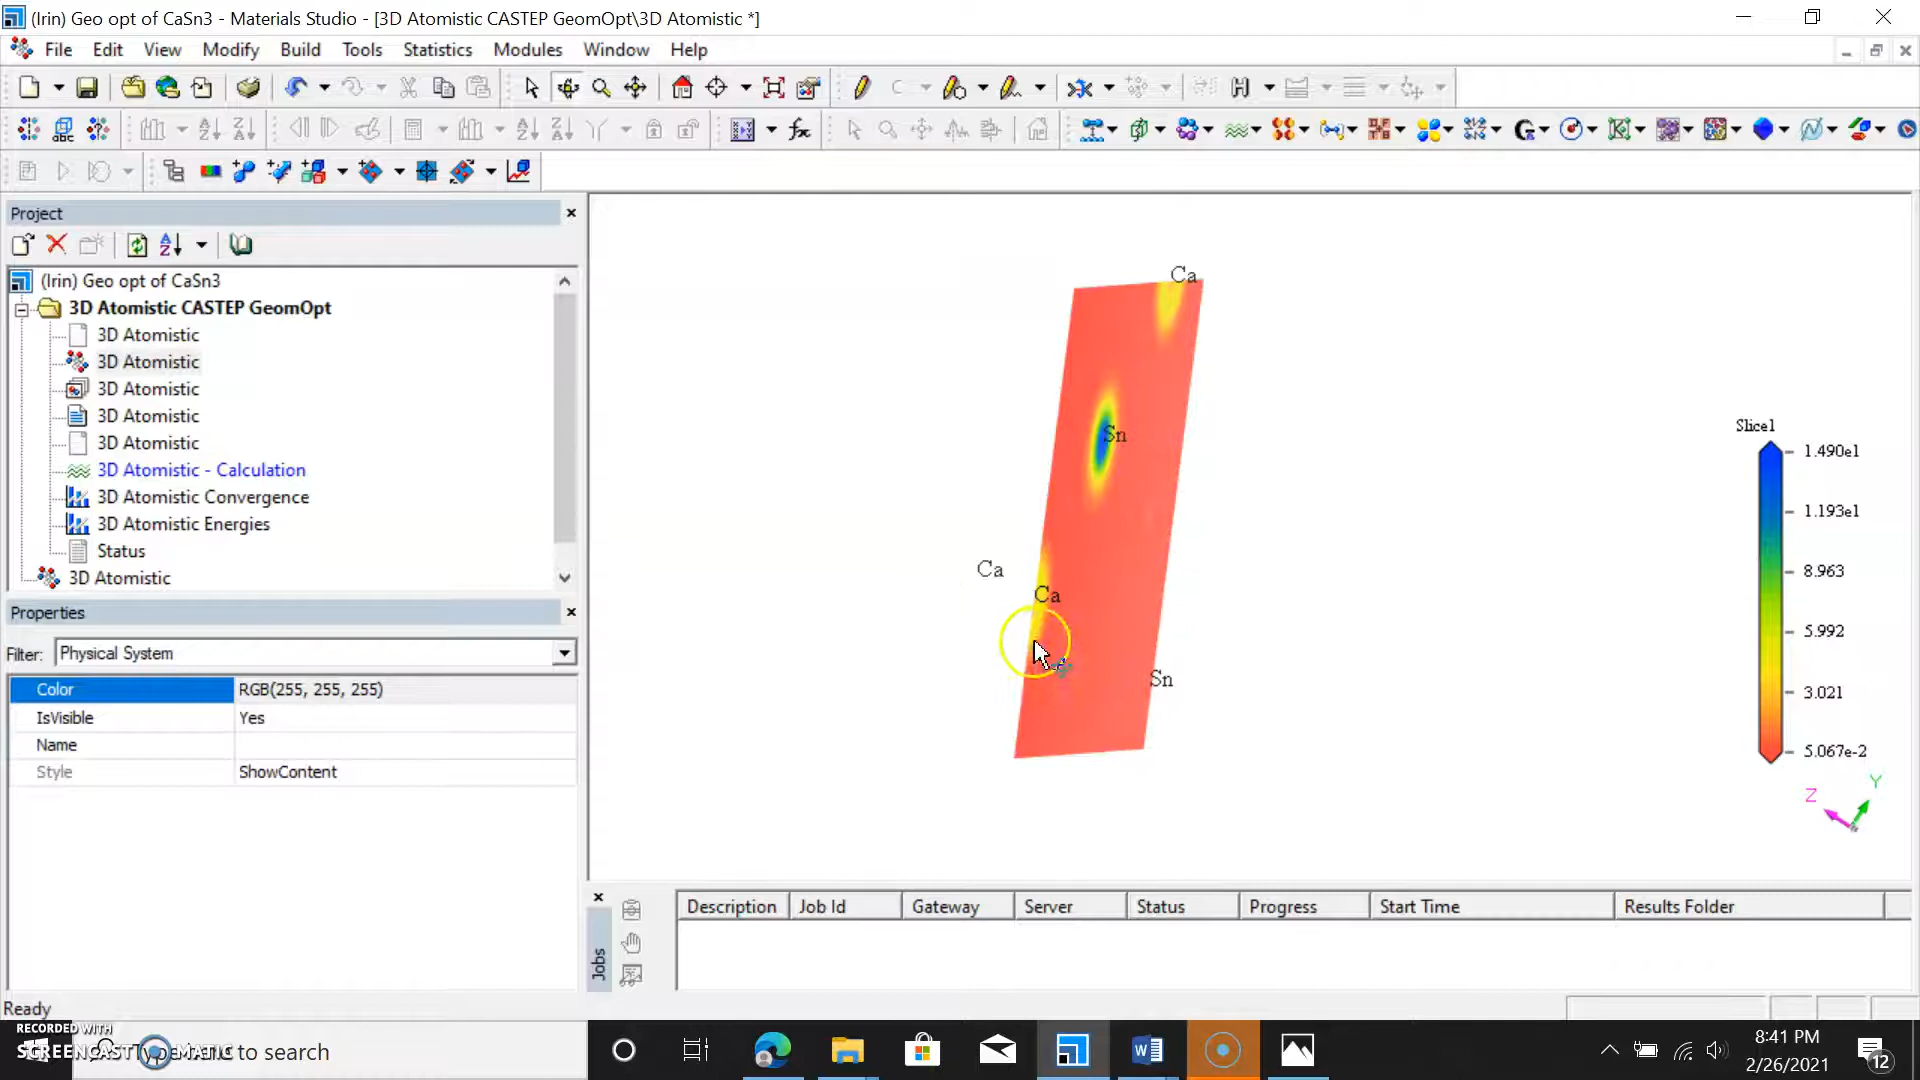 (Irin) Geo opt of CaSn3 - Materials Studio - [3D Atomistic CASTEP GeomOpt\3D Atomistic *]
File Edit View Modify Build Tools Statistics Modules Window Help
Project
(Irin) Geo opt of CaSn3
3D Atomistic CASTEP GeomOpt
3D Atomistic
3D Atomistic
3D Atomistic
3D Atomistic
3D Atomistic
3D Atomistic - Calculation
3D Atomistic Convergence
3D Atomistic Energies
Status
3D Atomistic
Properties
Filter: Physical System
Color RGB(255, 255, 255)
IsVisible Yes
Name
Style ShowContent
Ca
Sn
Ca
Ca
Sn
Slice1
1.490e1
1.193e1
8.963
5.992
3.021
5.067e-2
Y
Z
Jobs
Description Job Id Gateway Server Status Progress Start Time Results Folder
Ready
RECORDED WITH
SCREENCAST MATIC
to search
8:41 PM
2/26/2021
12